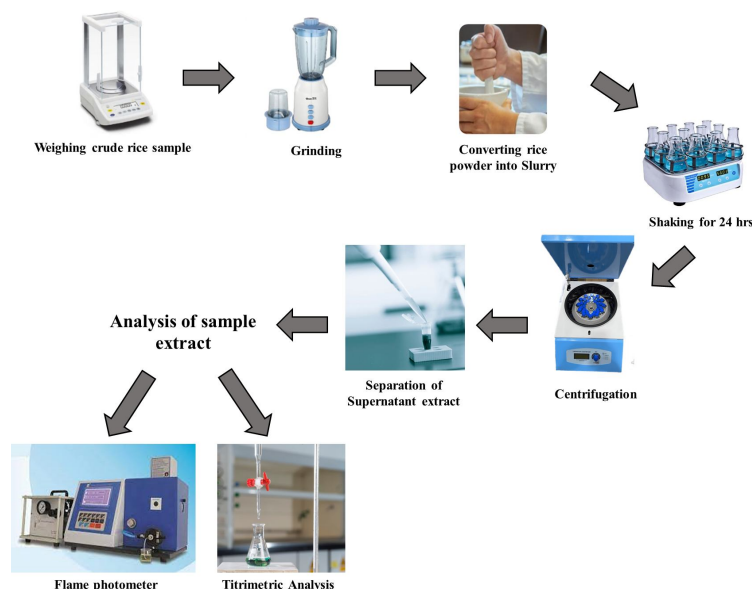 Weighing crude rice sample
Grinding
Converting rice
powder into Slurry
Shaking for 24 hrs
Centrifugation
Separation of
Supernatant extract
Analysis of sample
extract
Flame photometer
Titrimetric Analysis